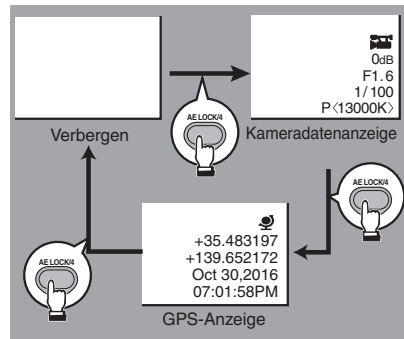 0dB
F1.6
1/100
P<13000K>
AE LOCK/4
Verbergen
Kameradatenanzeige
AE LOCK/4
+35.483197
+139.652172
Oct 30,2016
07:01:58PM
AE LOCK/4
GPS-Anzeige